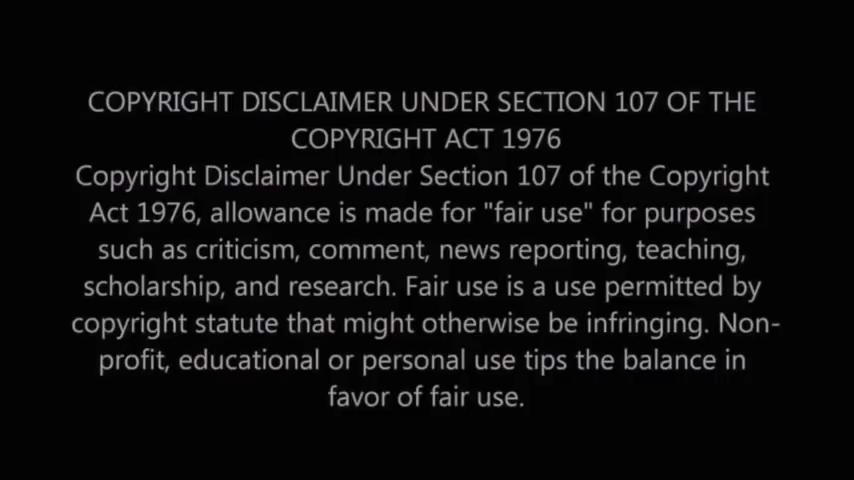 COPYRIGHT DISCLAIMER UNDER SECTION 107 OF THE
COPYRIGHT ACT 1976
Copyright Disclaimer Under Section 107 of the Copyright
Act 1976, allowance is made for "fair use" for purposes
such as criticism, comment, news reporting, teaching,
scholarship, and research. Fair use is a use permitted by
copyright statute that might otherwise be infringing. Non-
profit, educational or personal use tips the balance in
favor of fair use.